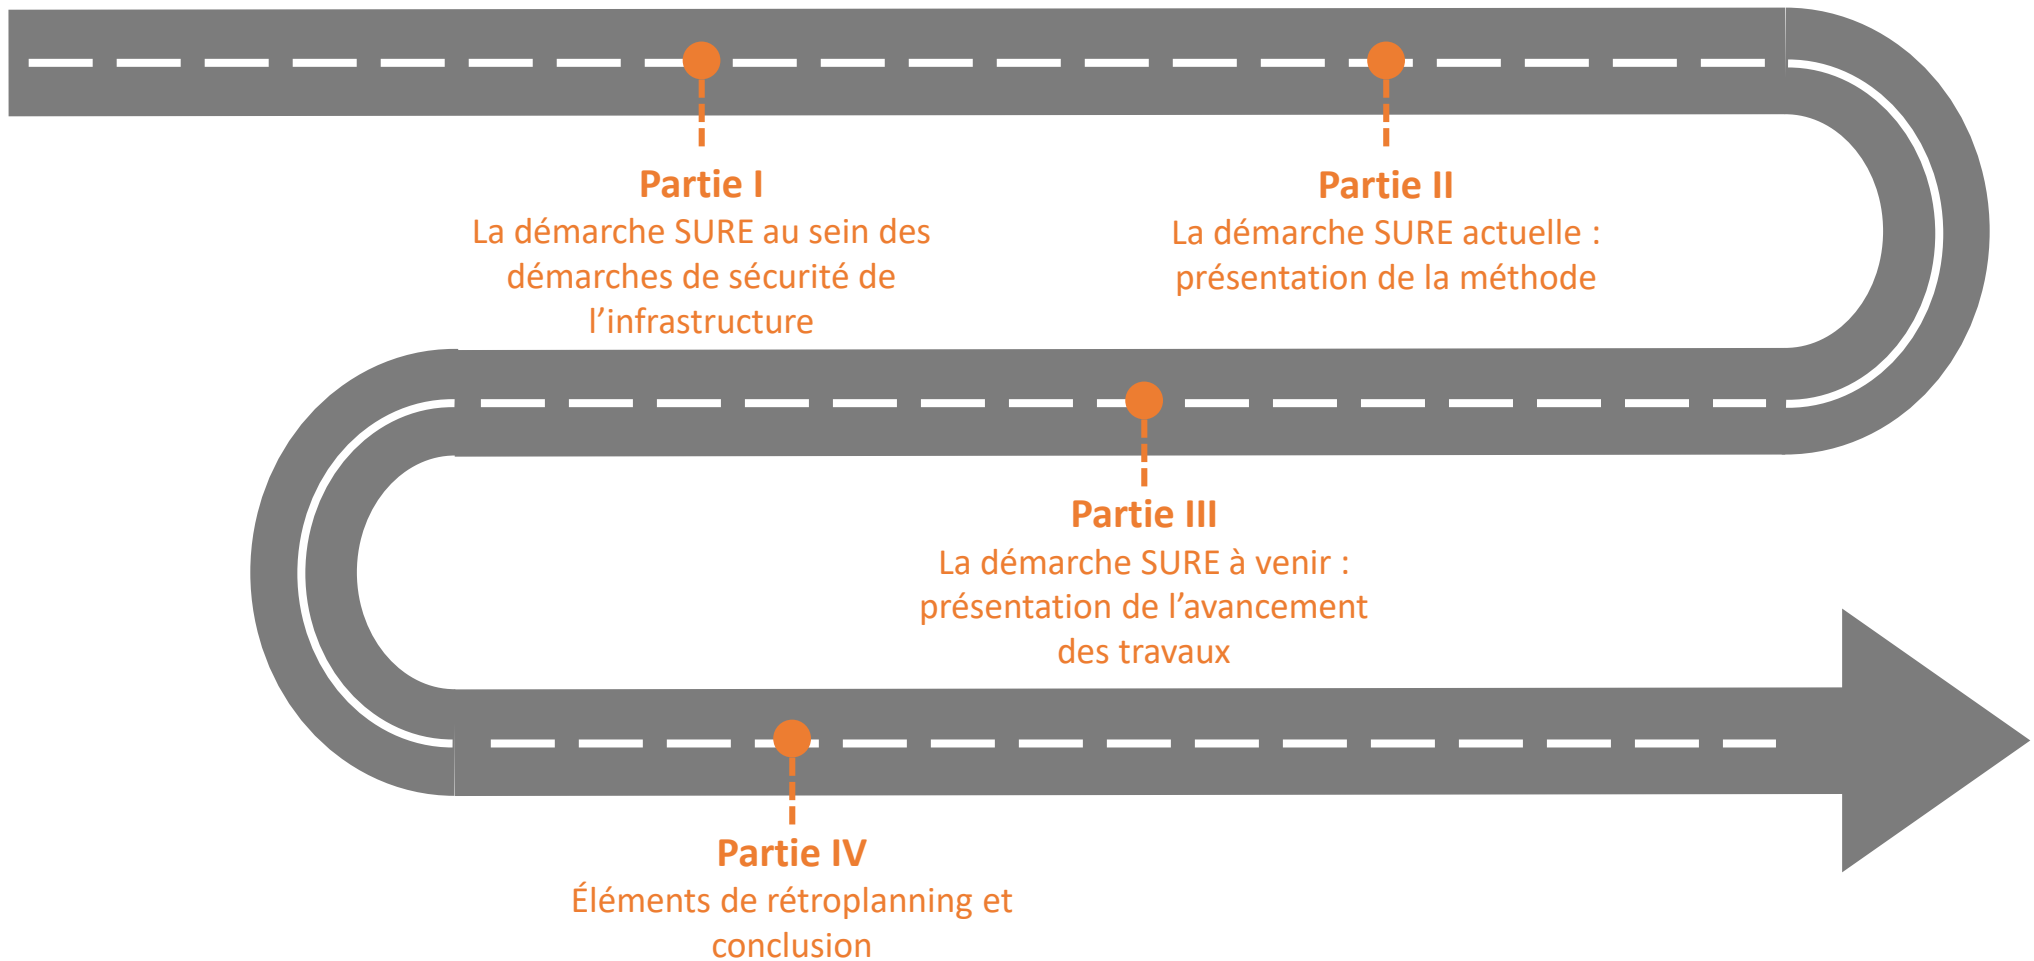 Partie I
La démarche SURE au sein des
démarches de sécurité de
l’infrastructure
Partie II
La démarche SURE actuelle :
présentation de la méthode
Partie III
La démarche SURE à venir :
présentation de l’avancement
des travaux
Partie IV
Éléments de rétroplanning et
conclusion